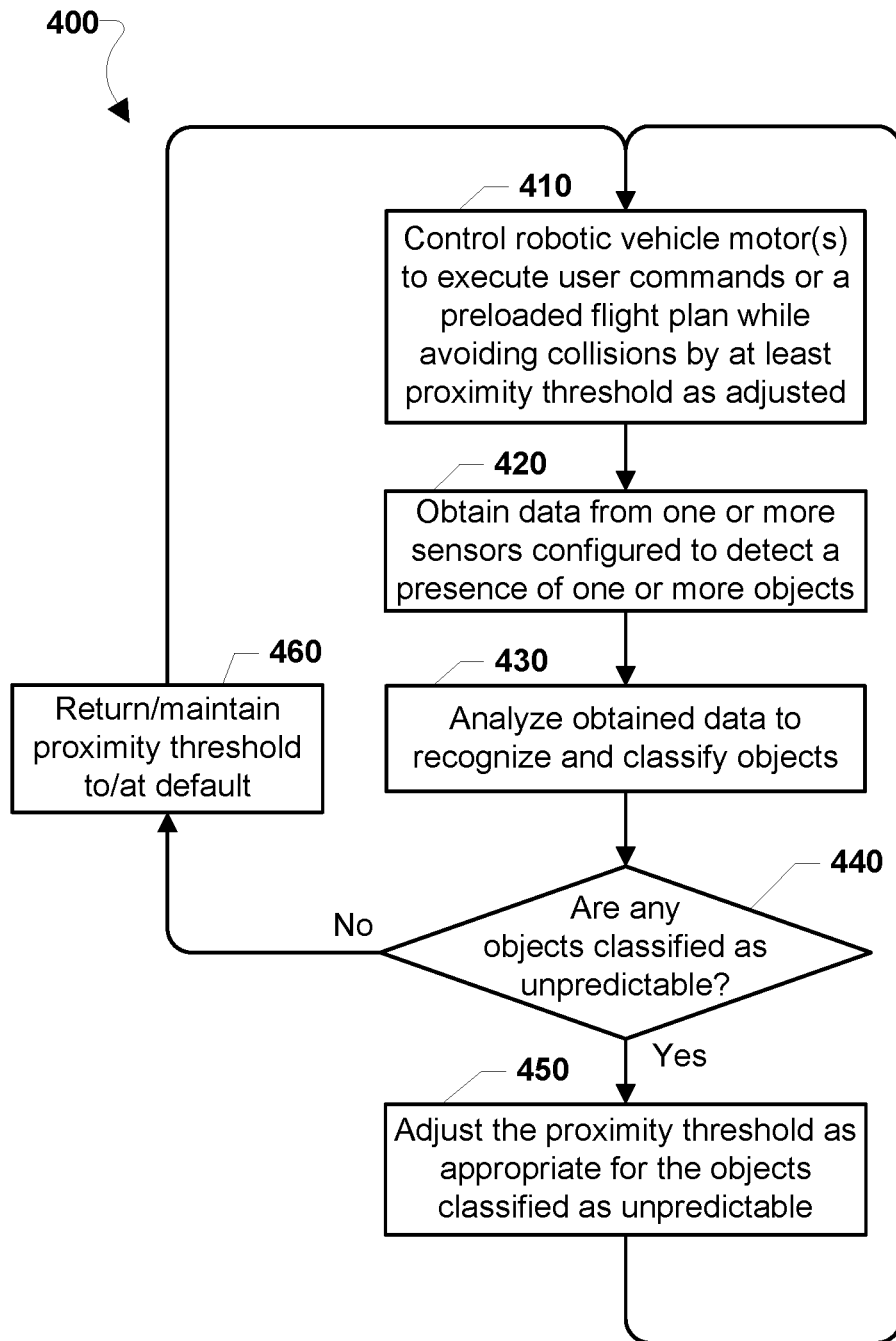 400
410
Control robotic vehicle motor(s)
to execute user commands or a
preloaded flight plan while
avoiding collisions by at least
proximity threshold as adjusted
420
Obtain data from one or more
sensors configured to detect a
presence of one or more objects
430
Analyze obtained data to
recognize and classify objects
460
Return/maintain
proximity threshold
to/at default
440
Are any
objects classified as
unpredictable?
No
Yes
450
Adjust the proximity threshold as
appropriate for the objects
classified as unpredictable